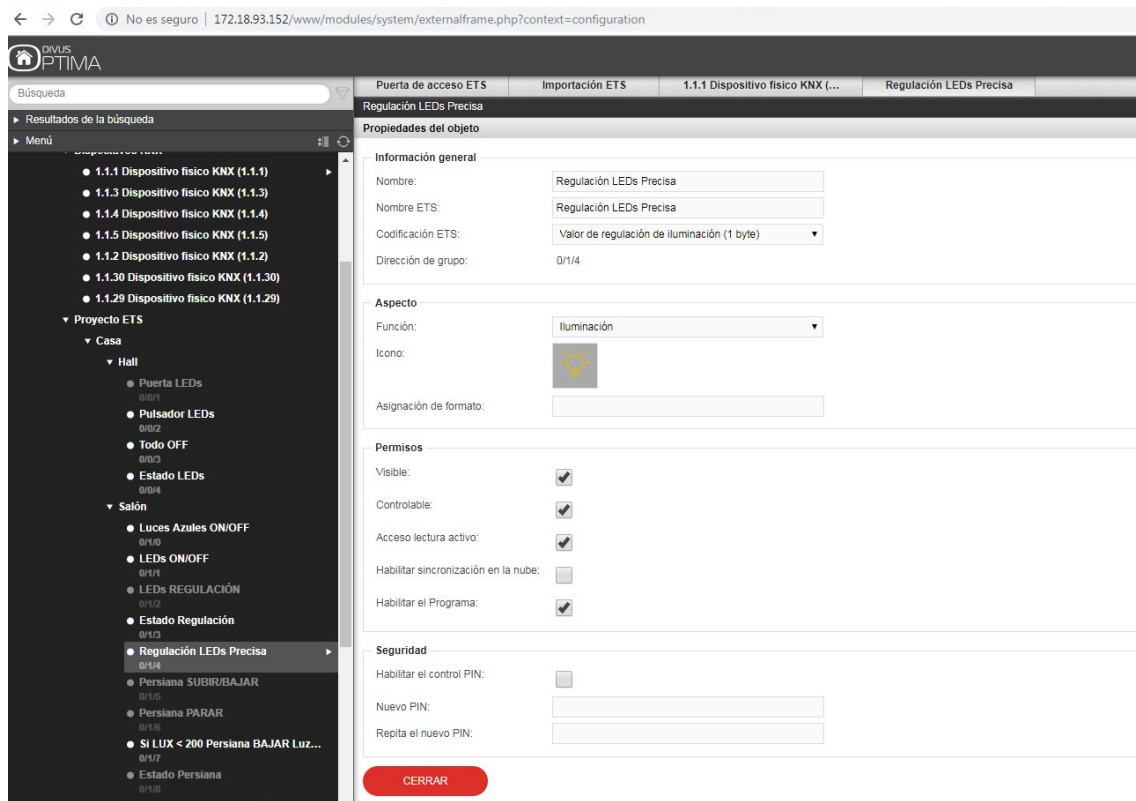 No es seguro | 172.18.93.152/www/modules/system/externalframe.php?context=configuration
DIVUS
OPTIMA
Búsqueda
Resultados de la búsqueda
Menú
Dispositivos KNX
1.1.1 Dispositivo fisico KNX (1.1.1)
1.1.3 Dispositivo fisico KNX (1.1.3)
1.1.4 Dispositivo fisico KNX (1.1.4)
1.1.5 Dispositivo fisico KNX (1.1.5)
1.1.2 Dispositivo fisico KNX (1.1.2)
1.1.30 Dispositivo fisico KNX (1.1.30)
1.1.29 Dispositivo fisico KNX (1.1.29)
Proyecto ETS
Casa
Hall
Puerta LEDs
0/0/1
Pulsador LEDs
0/0/2
Todo OFF
0/0/3
Estado LEDs
0/0/4
Salón
Luces Azules ON/OFF
0/1/0
LEDs ON/OFF
0/1/1
LEDs REGULACIÓN
0/1/2
Estado Regulación
0/1/3
Regulación LEDs Precisa
0/1/4
Persiana SUBIR/BAJAR
0/1/5
Persiana PARAR
0/1/6
Si LUX < 200 Persiana BAJAR Luz...
0/1/7
Estado Persiana
0/1/8
Puerta de acceso ETS
Importación ETS
1.1.1 Dispositivo fisico KNX (...
Regulación LEDs Precisa
Regulación LEDs Precisa
Propiedades del objeto
Información general
Nombre: Regulación LEDs Precisa
Nombre ETS: Regulación LEDs Precisa
Codificación ETS: Valor de regulación de iluminación (1 byte)
Dirección de grupo: 0/1/4
Aspecto
Función: Iluminación
Icono:
Asignación de formato:
Permisos
Visible:
Controlable:
Acceso lectura activo:
Habilitar sincronización en la nube:
Habilitar el Programa:
Seguridad
Habilitar el control PIN:
Nuevo PIN:
Repita el nuevo PIN:
CERRAR